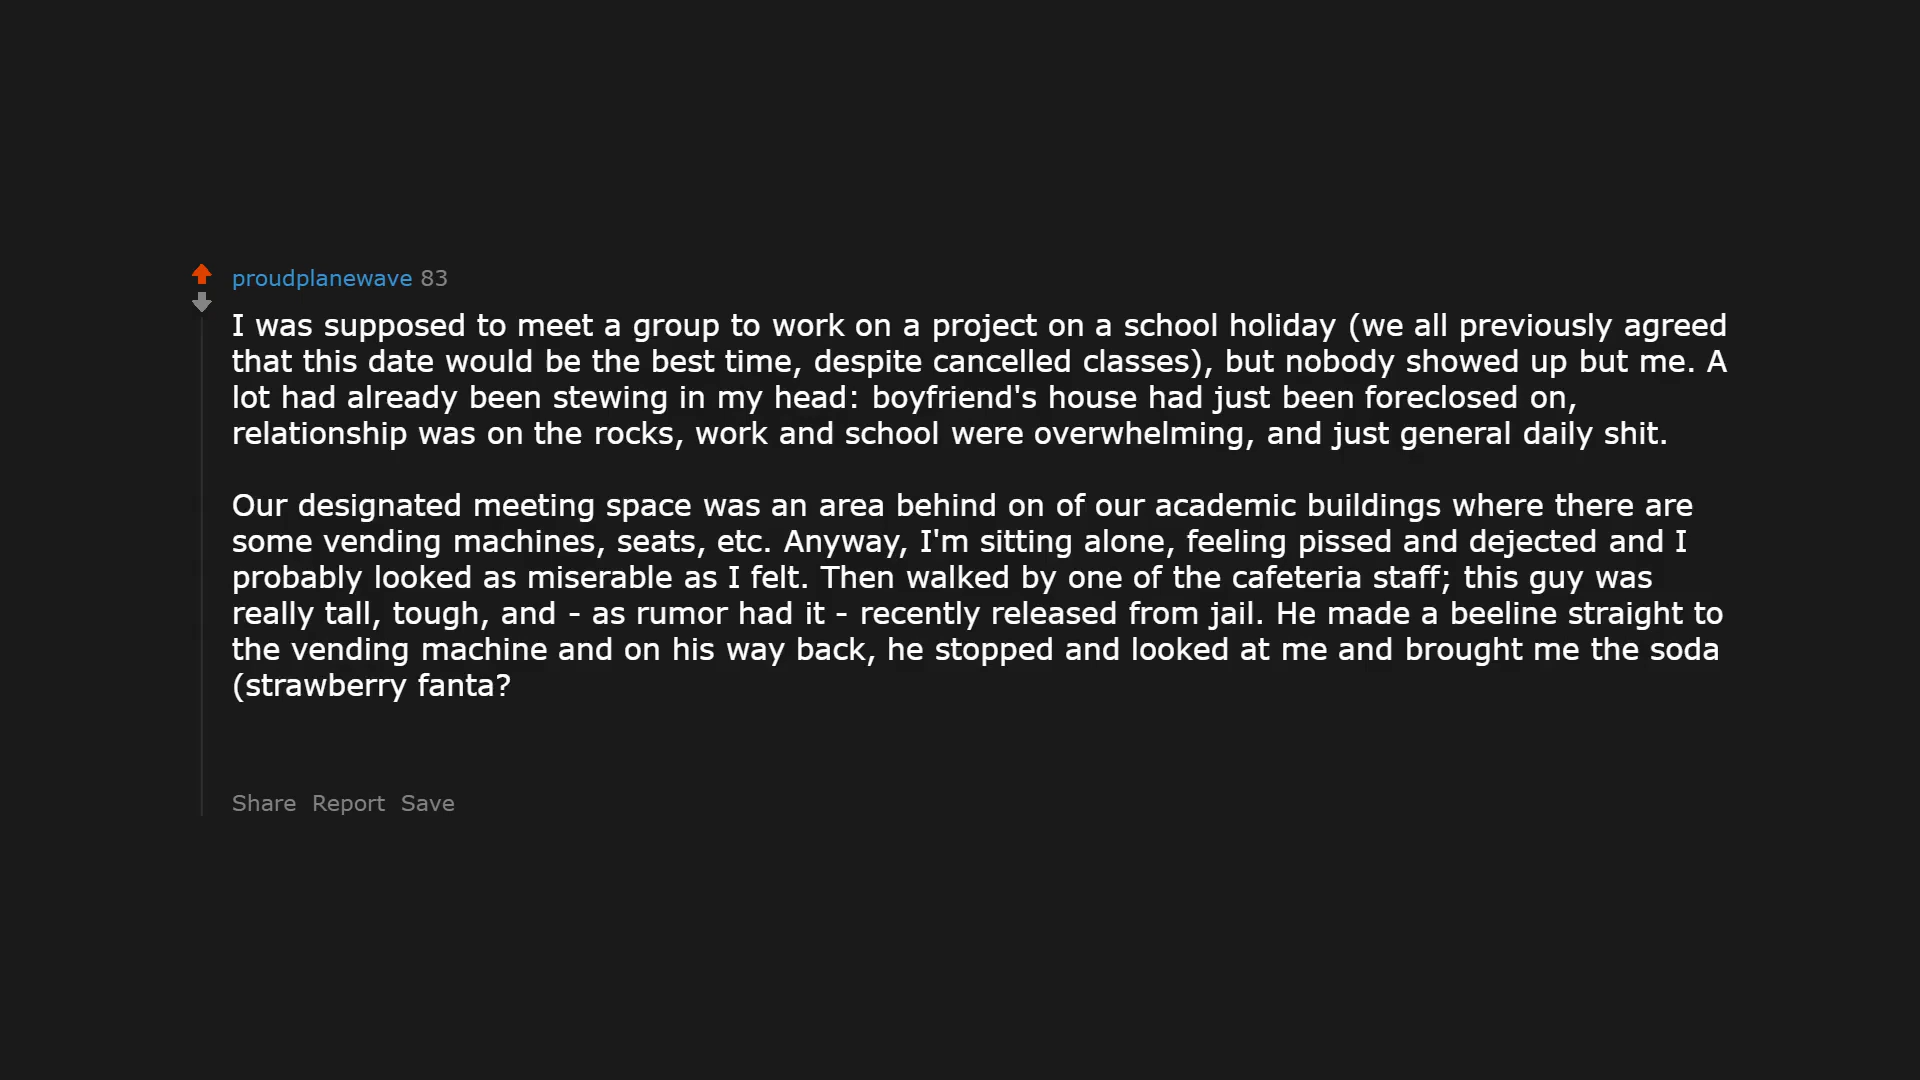 proudplanewave 83
I was supposed to meet a group to work on a project on a school holiday (we all previously agreed
that this date would be the best time, despite cancelled classes), but nobody showed up but me. A
lot had already been stewing in my head: boyfriend's house had just been foreclosed on,
relationship was on the rocks, work and school were overwhelming, and just general daily shit.
Our designated meeting space was an area behind on of our academic buildings where there are
some vending machines, seats, etc. Anyway, I'm sitting alone, feeling pissed and dejected and I
probably looked as miserable as I felt. Then walked by one of the cafeteria staff; this guy was
really tall, tough, and - as rumor had it - recently released from jail. He made a beeline straight to
the vending machine and on his way back, he stopped and looked at me and brought me the soda
(strawberry fanta?
Share Report Save